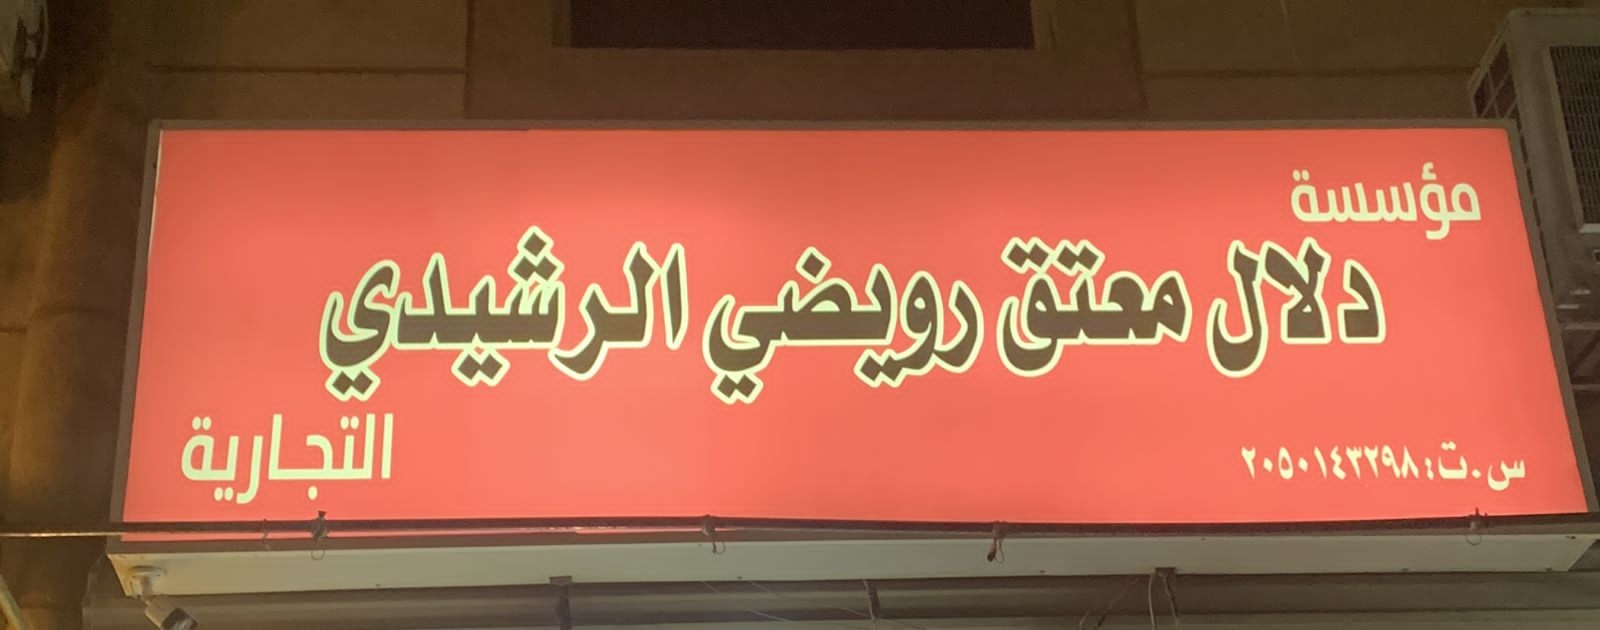 مؤسسة
دلال معتق رويضي الرشيدي
التجارية
س.ت: ٢٠٥٠١٤٣٢٩٨